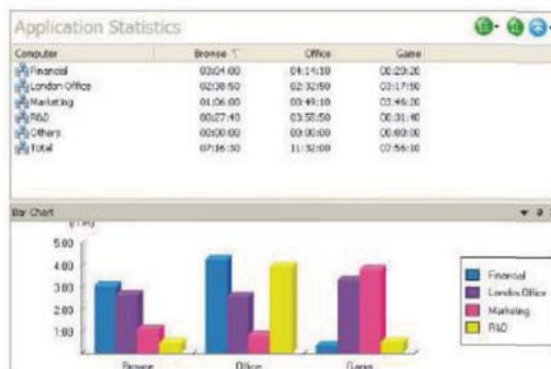 Application Statistics
Computer Browse Office Game
Financial 03:04:00 04:14:10 00:20:20
London Office 02:38:50 02:32:50 03:17:50
Marketing 01:06:00 00:49:10 03:46:20
R&D 00:27:40 03:55:50 00:31:40
Others 00:00:00 00:00:00 00:00:00
Total 07:16:30 11:32:00 07:56:10
Bar Chart
5.00
4.00
3.00
2.00
1.00
Browse Office Game
Financial
London Office
Marketing
R&D